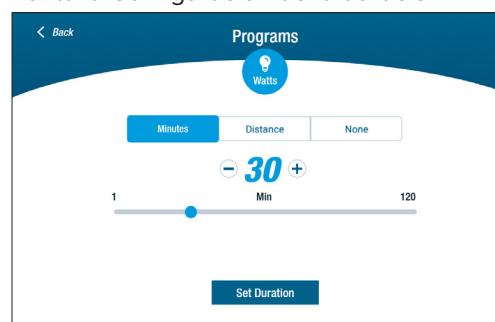 Back
Programs
Watts
Minutes Distance None
30
1 Min 120
Set Duration